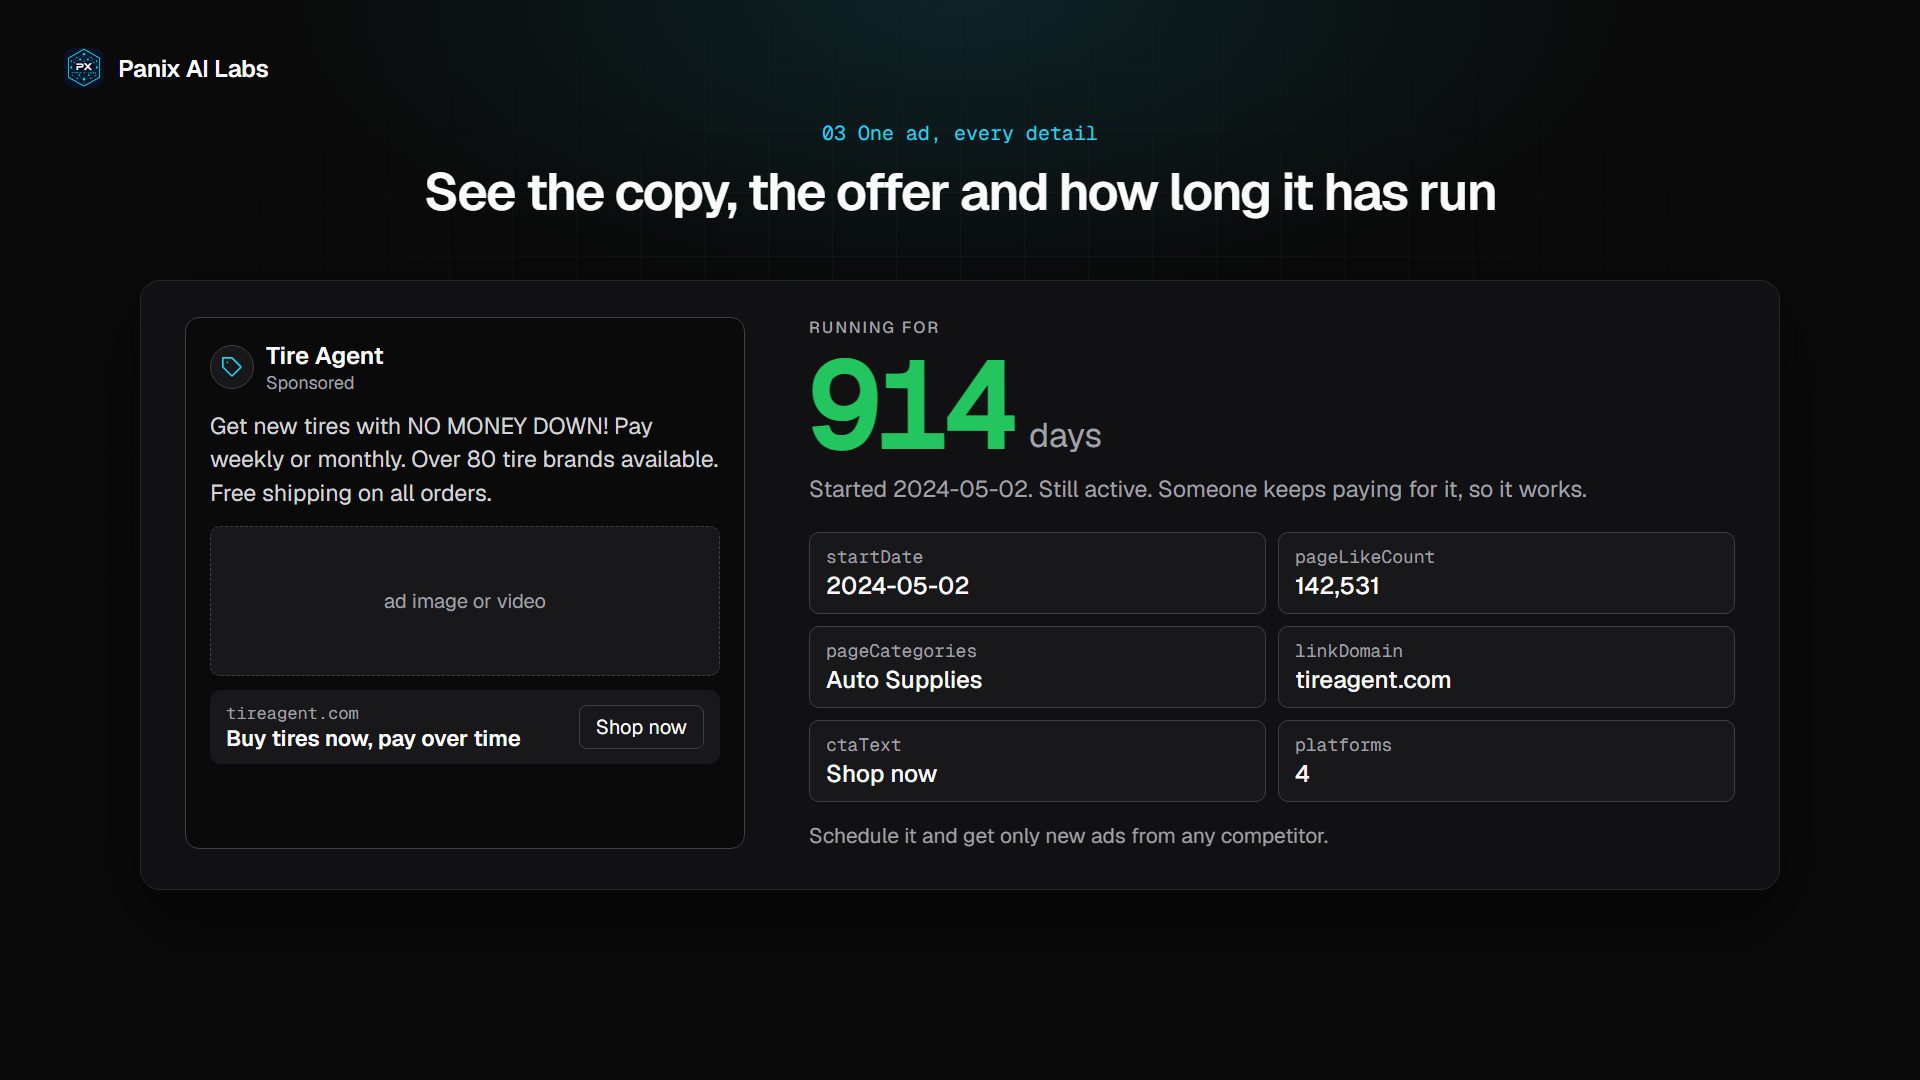 PX
Panix AI Labs
03 One ad, every detail
See the copy, the offer and how long it has run
Tire Agent
Sponsored
Get new tires with NO MONEY DOWN! Pay
weekly or monthly. Over 80 tire brands available.
Free shipping on all orders.
ad image or video
tireagent.com
Buy tires now, pay over time
Shop now
RUNNING FOR
914 days
Started 2024-05-02. Still active. Someone keeps paying for it, so it works.
startDate
2024-05-02
pageLikeCount
142,531
pageCategories
Auto Supplies
linkDomain
tireagent.com
ctaText
Shop now
platforms
4
Schedule it and get only new ads from any competitor.